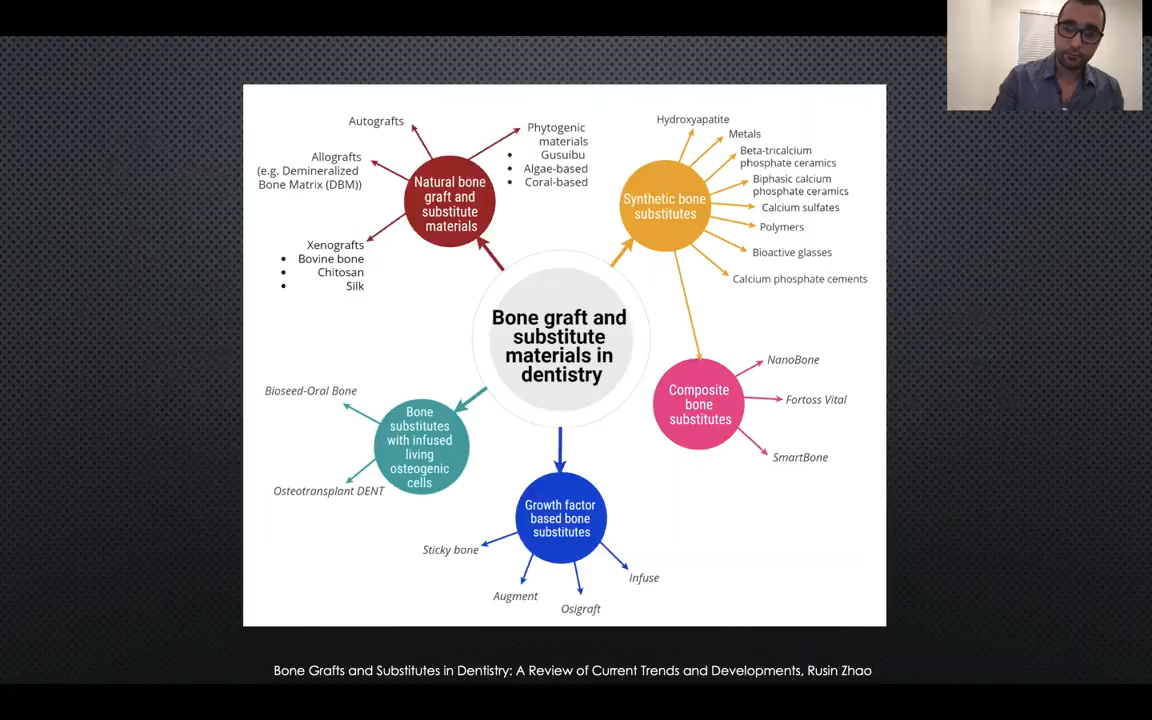 Autografts
Allografts
(e.g. Demineralized
Bone Matrix (DBM))
Xenografts
• Bovine bone
• Chitosan
• Silk
Phytogenic
materials
• Gusuibu
• Algae-based
• Coral-based
Natural bone
graft and
substitute
materials
Hydroxyapatite
Metals
Beta-tricalcium
phosphate ceramics
Biphasic calcium
phosphate ceramics
Calcium sulfates
Polymers
Bioactive glasses
Calcium phosphate cements
Synthetic bone
substitutes
Bone graft and
substitute
materials in
dentistry
Composite
bone
substitutes
NanoBone
Fortoss Vital
SmartBone
Bioseed-Oral Bone
Bone
substitutes
with infused
living
osteogenic
cells
Osteotransplant DENT
Growth factor
based bone
substitutes
Sticky bone
Augment
Osigraft
Infuse
Bone Grafts and Substitutes in Dentistry: A Review of Current Trends and Developments, Rusin Zhao